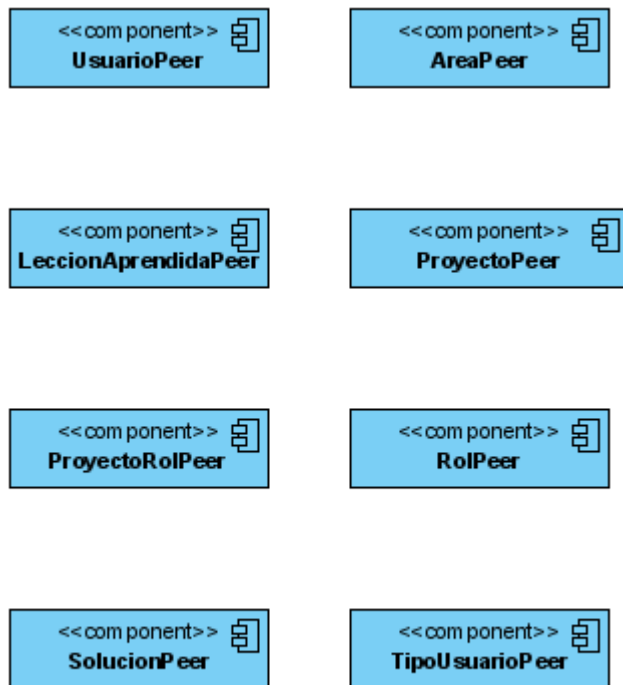 <<component>>
UsuarioPeer
<<component>>
AreaPeer
<<component>>
LeccionAprendidaPeer
<<component>>
ProyectoPeer
<<component>>
ProyectoRolPeer
<<component>>
RolPeer
<<component>>
SolucionPeer
<<component>>
TipoUsuarioPeer